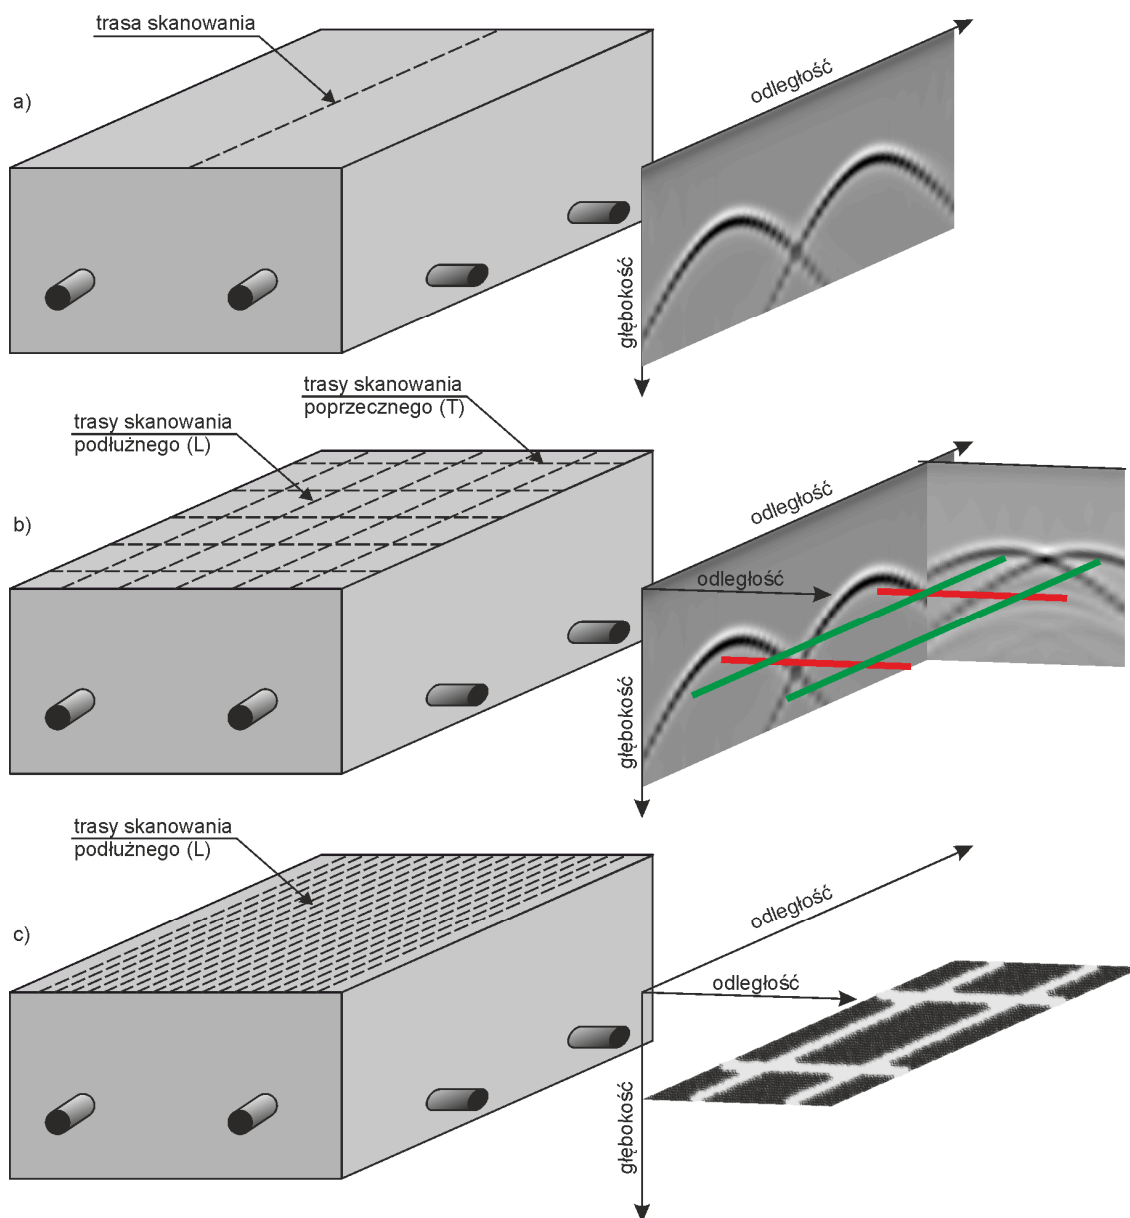 trasa skanowania
a)
odległość
głębokość
trasy skanowania
poprzecznego (T)
trasy skanowania
podłużnego (L)
b)
odległość
odległość
głębokość
trasy skanowania
podłużnego (L)
c)
odległość
odległość
głębokość